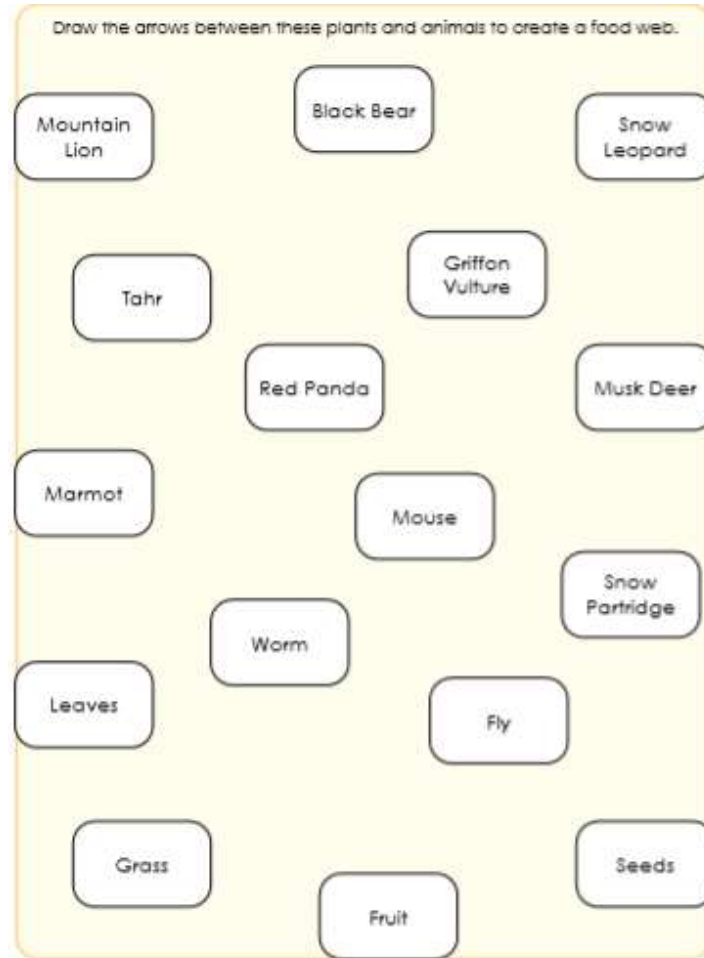 Draw the arrows between these plants and animals to create a food web.
Black Bear
Mountain
Lion
Snow
Leopard
Griffon
Vulture
Tahr
Red Panda
Musk Deer
Marmot
Mouse
Snow
Partridge
Worm
Leaves
Fly
Grass
Seeds
Fruit